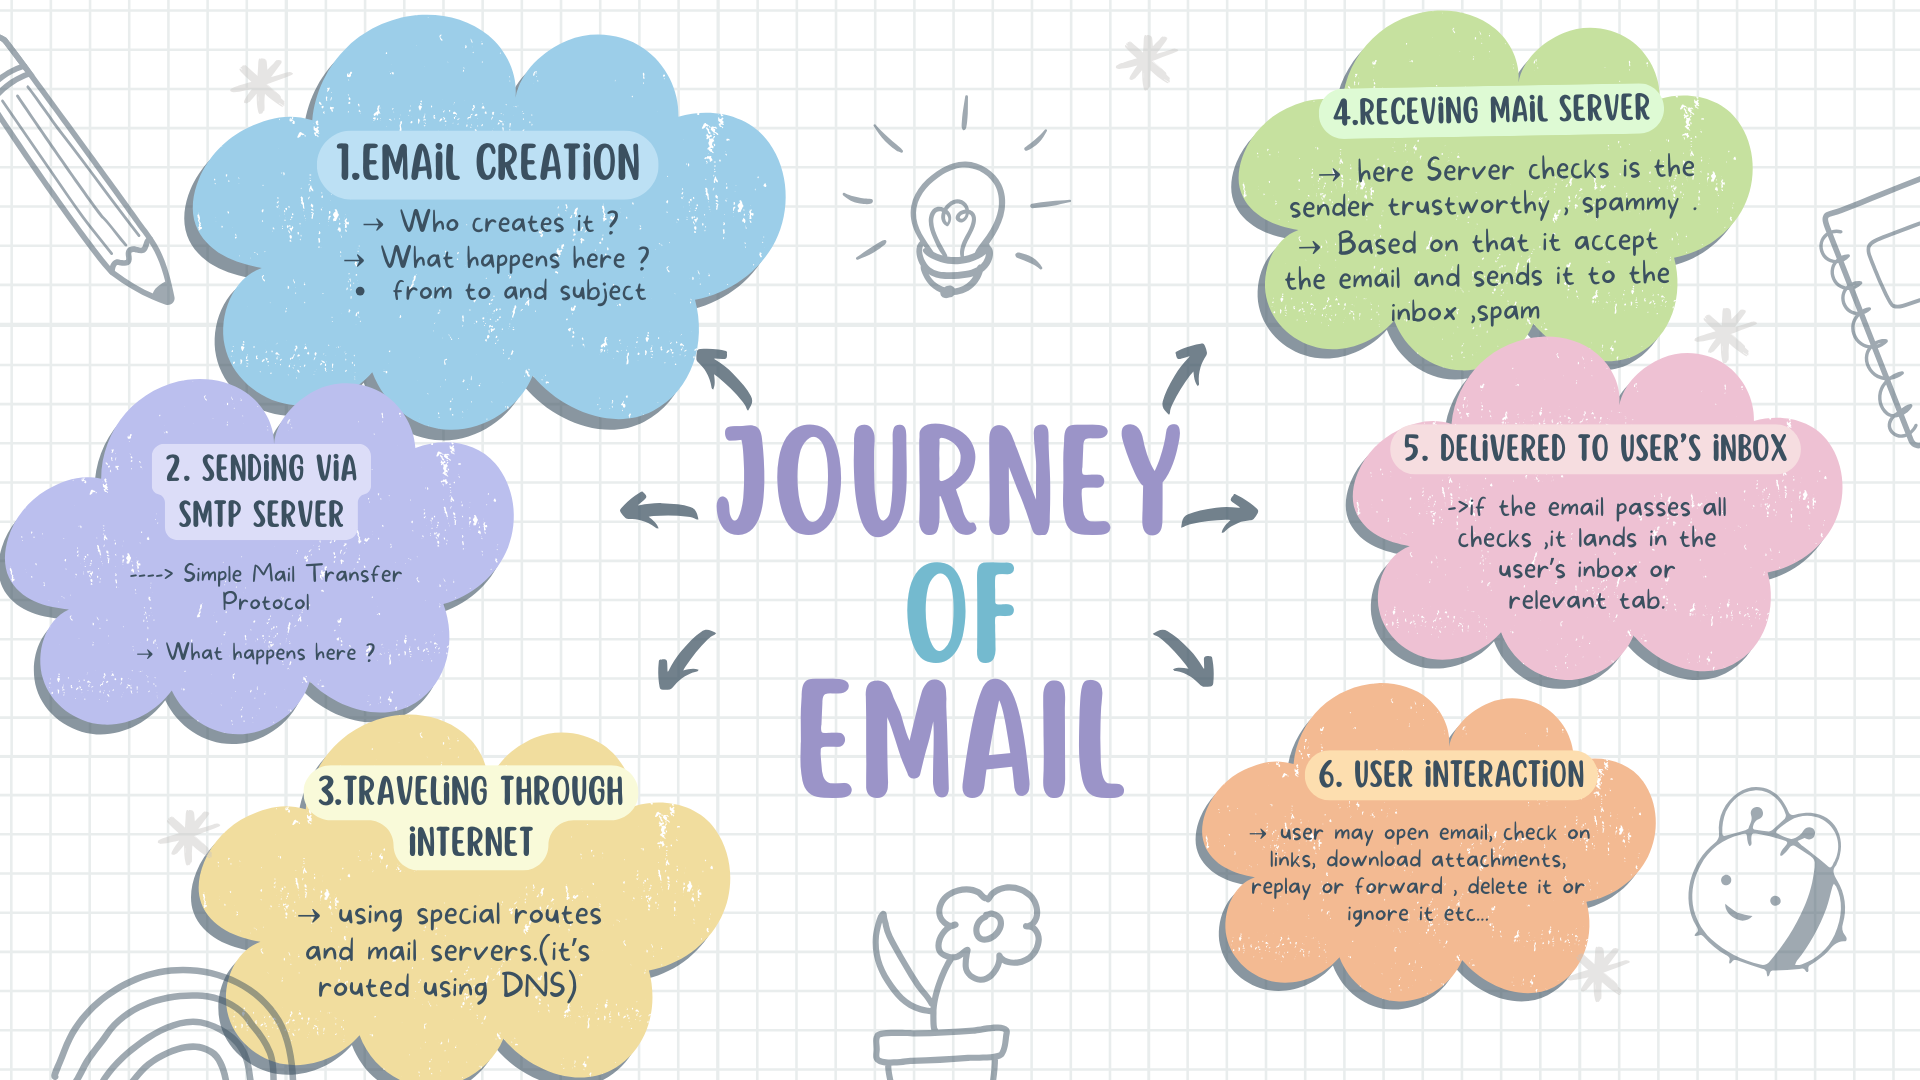 1.EMAIL CREATION
→ Who creates it ?
→ What happens here ?
• from to and subject
2. SENDING VIA
SMTP SERVER
----> Simple Mail Transfer
Protocol
→ What happens here ?
3.TRAVELING THROUGH
INTERNET
→ using special routes
and mail servers.(it's
routed using DNS)
JOURNEY
OF
EMAIL
4.RECEVING MAIL SERVER
→ here Server checks is the
sender trustworthy , spammy .
→ Based on that it accept
the email and sends it to the
inbox ,spam
5. DELIVERED TO USER'S INBOX
->if the email passes all
checks ,it lands in the
user's inbox or
relevant tab.
6. USER INTERACTION
→ user may open email, check on
links, download attachments,
replay or forward , delete it or
ignore it etc...